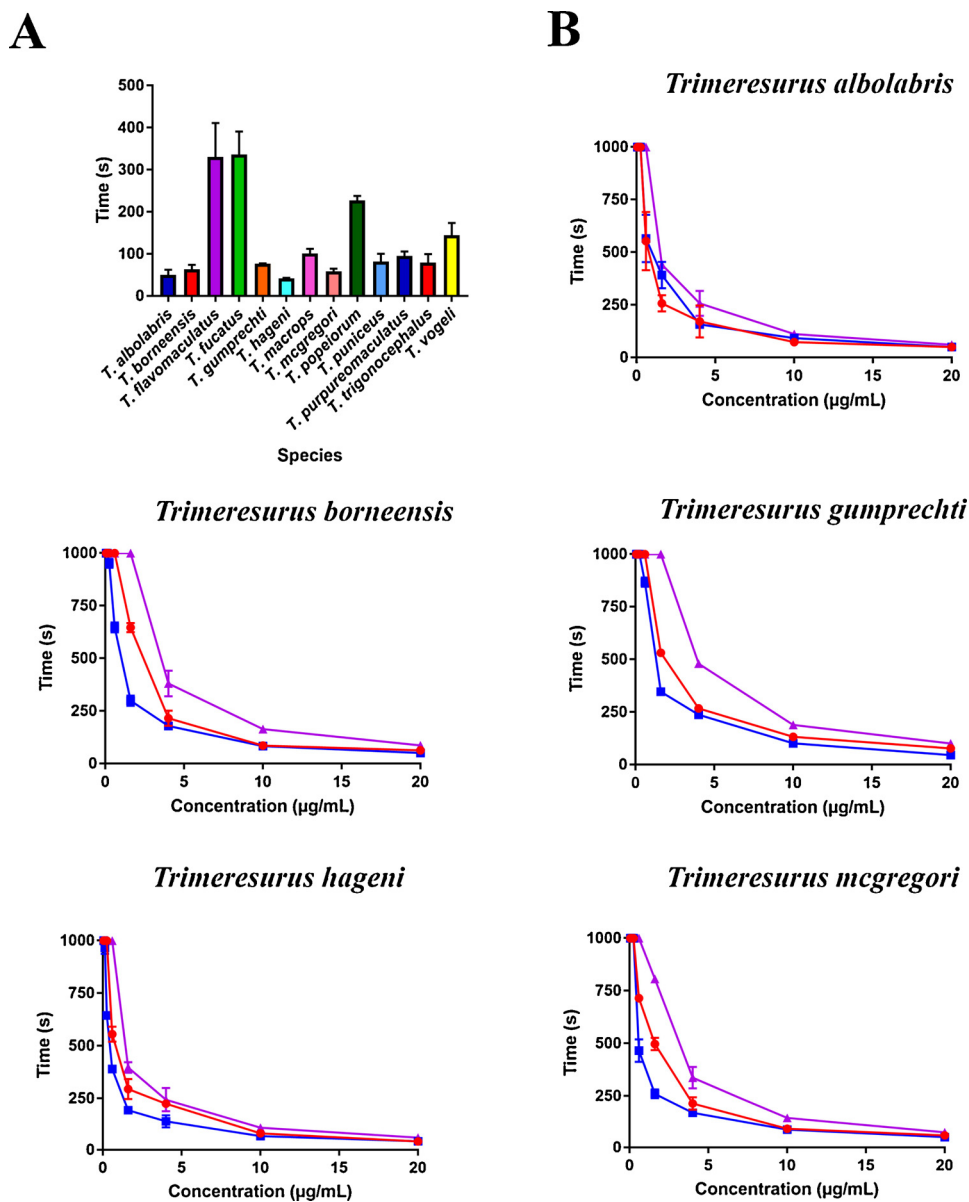 A
B
500
400
300
200
100
0
Time (s)
T. albolabris
T. borneensis
T. flavomaculatus
T. fucatus
T. gumprechti
T. hageni
T. macrops
T. mcgregori
T. popeiorum
T. puniceus
T. purpureomaculatus
T. trigonocephalus
T. vogeli
Species
Trimeresurus albolabris
1000
750
500
250
0
Time (s)
0 5 10 15 20
Concentration (µg/mL)
Trimeresurus borneensis
1000
750
500
250
0
Time (s)
0 5 10 15 20
Concentration (µg/mL)
Trimeresurus gumprechti
1000
750
500
250
0
Time (s)
0 5 10 15 20
Concentration (µg/mL)
Trimeresurus hageni
1000
750
500
250
0
Time (s)
0 5 10 15 20
Concentration (µg/mL)
Trimeresurus mcgregori
1000
750
500
250
0
Time (s)
0 5 10 15 20
Concentration (µg/mL)